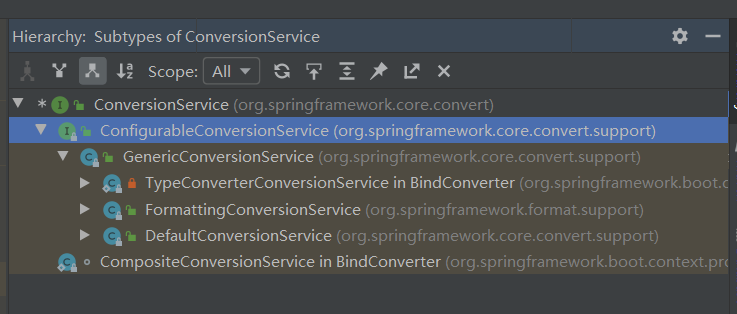 Hierarchy: Subtypes of ConversionService
Scope: All
* I ConversionService (org.springframework.core.convert)
I ConfigurableConversionService (org.springframework.core.convert.support)
C GenericConversionService (org.springframework.core.convert.support)
C TypeConverterConversionService in BindConverter (org.springframework.boot.c
C FormattingConversionService (org.springframework.format.support)
C DefaultConversionService (org.springframework.core.convert.support)
C CompositeConversionService in BindConverter (org.springframework.boot.context.pro